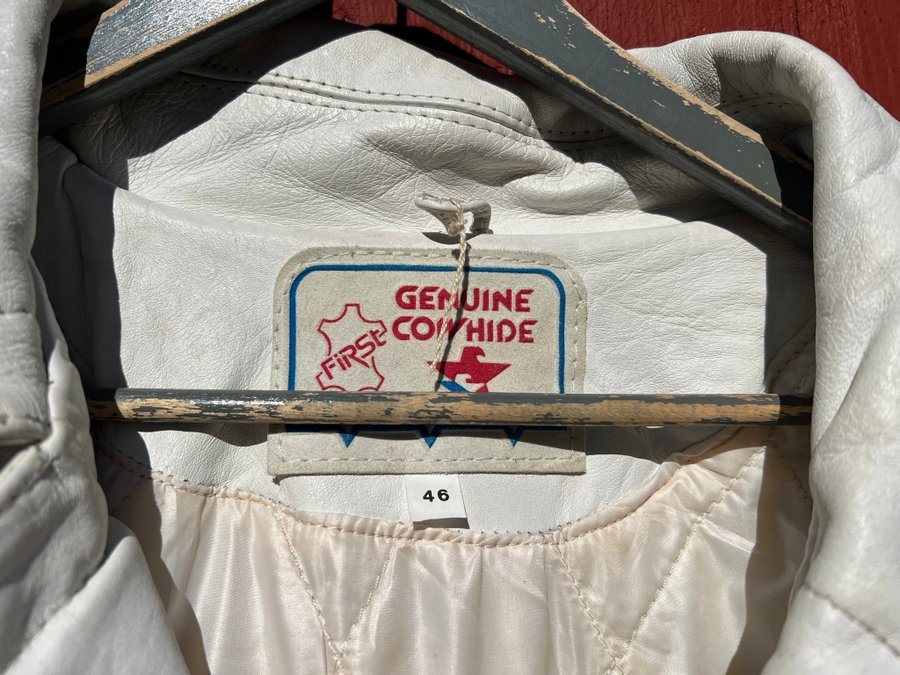 GENUINE
COWHIDE
FiRSt
46